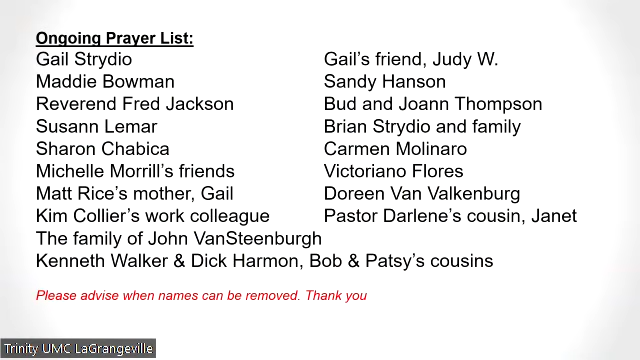 Ongoing Prayer List:
Gail Strydio
Maddie Bowman
Reverend Fred Jackson
Susann Lemar
Sharon Chabica
Michelle Morrill’s friends
Matt Rice’s mother, Gail
Kim Collier’s work colleague
Gail’s friend, Judy W.
Sandy Hanson
Bud and Joann Thompson
Brian Strydio and family
Carmen Molinaro
Victoriano Flores
Doreen Van Valkenburg
Pastor Darlene’s cousin, Janet
The family of John VanSteenburgh
Kenneth Walker & Dick Harmon, Bob & Patsy’s cousins
Please advise when names can be removed. Thank you
Trinity UMC LaGrangeville